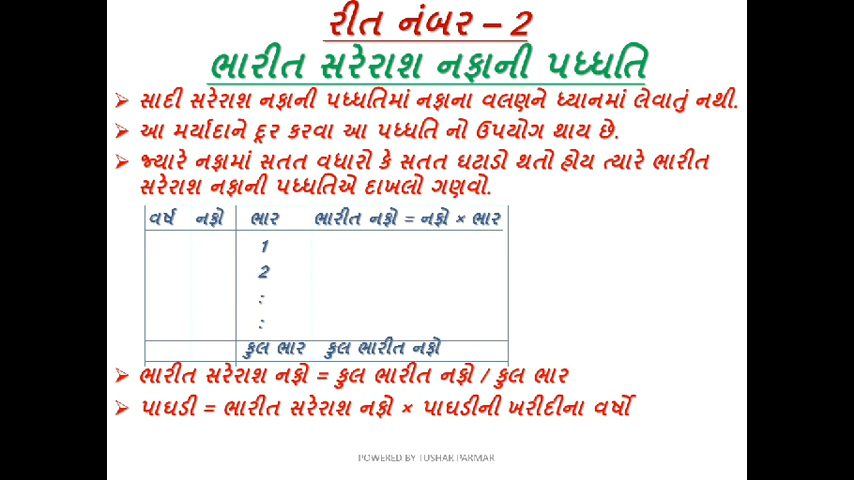 રીત નંબર – 2
ભારીત સરેરાશ નફાની પધ્ધતિ
➢ સાદી સરેરાશ નફાની પધ્ધતિમાં નફાના વલણને ધ્યાનમાં લેવાતું નથી.
➢ આ મર્યાદાને દૂર કરવા આ પધ્ધતિ નો ઉપયોગ થાય છે.
➢ જ્યારે નફામાં સતત વધારો કે સતત ઘટાડો થતો હોય ત્યારે ભારીત
સરેરાશ નફાની પધ્ધતિએ દાખલો ગણવો.
વર્ષ નફો ભાર ભારીત નફો = નફો × ભાર
1
2
:
:
કુલ ભાર કુલ ભારીત નફો
➢ ભારીત સરેરાશ નફો = કુલ ભારીત નફો / કુલ ભાર
➢ પાઘડી = ભારીત સરેરાશ નફો × પાઘડીની ખરીદીના વર્ષો
POWERED BY TUSHAR PARMAR